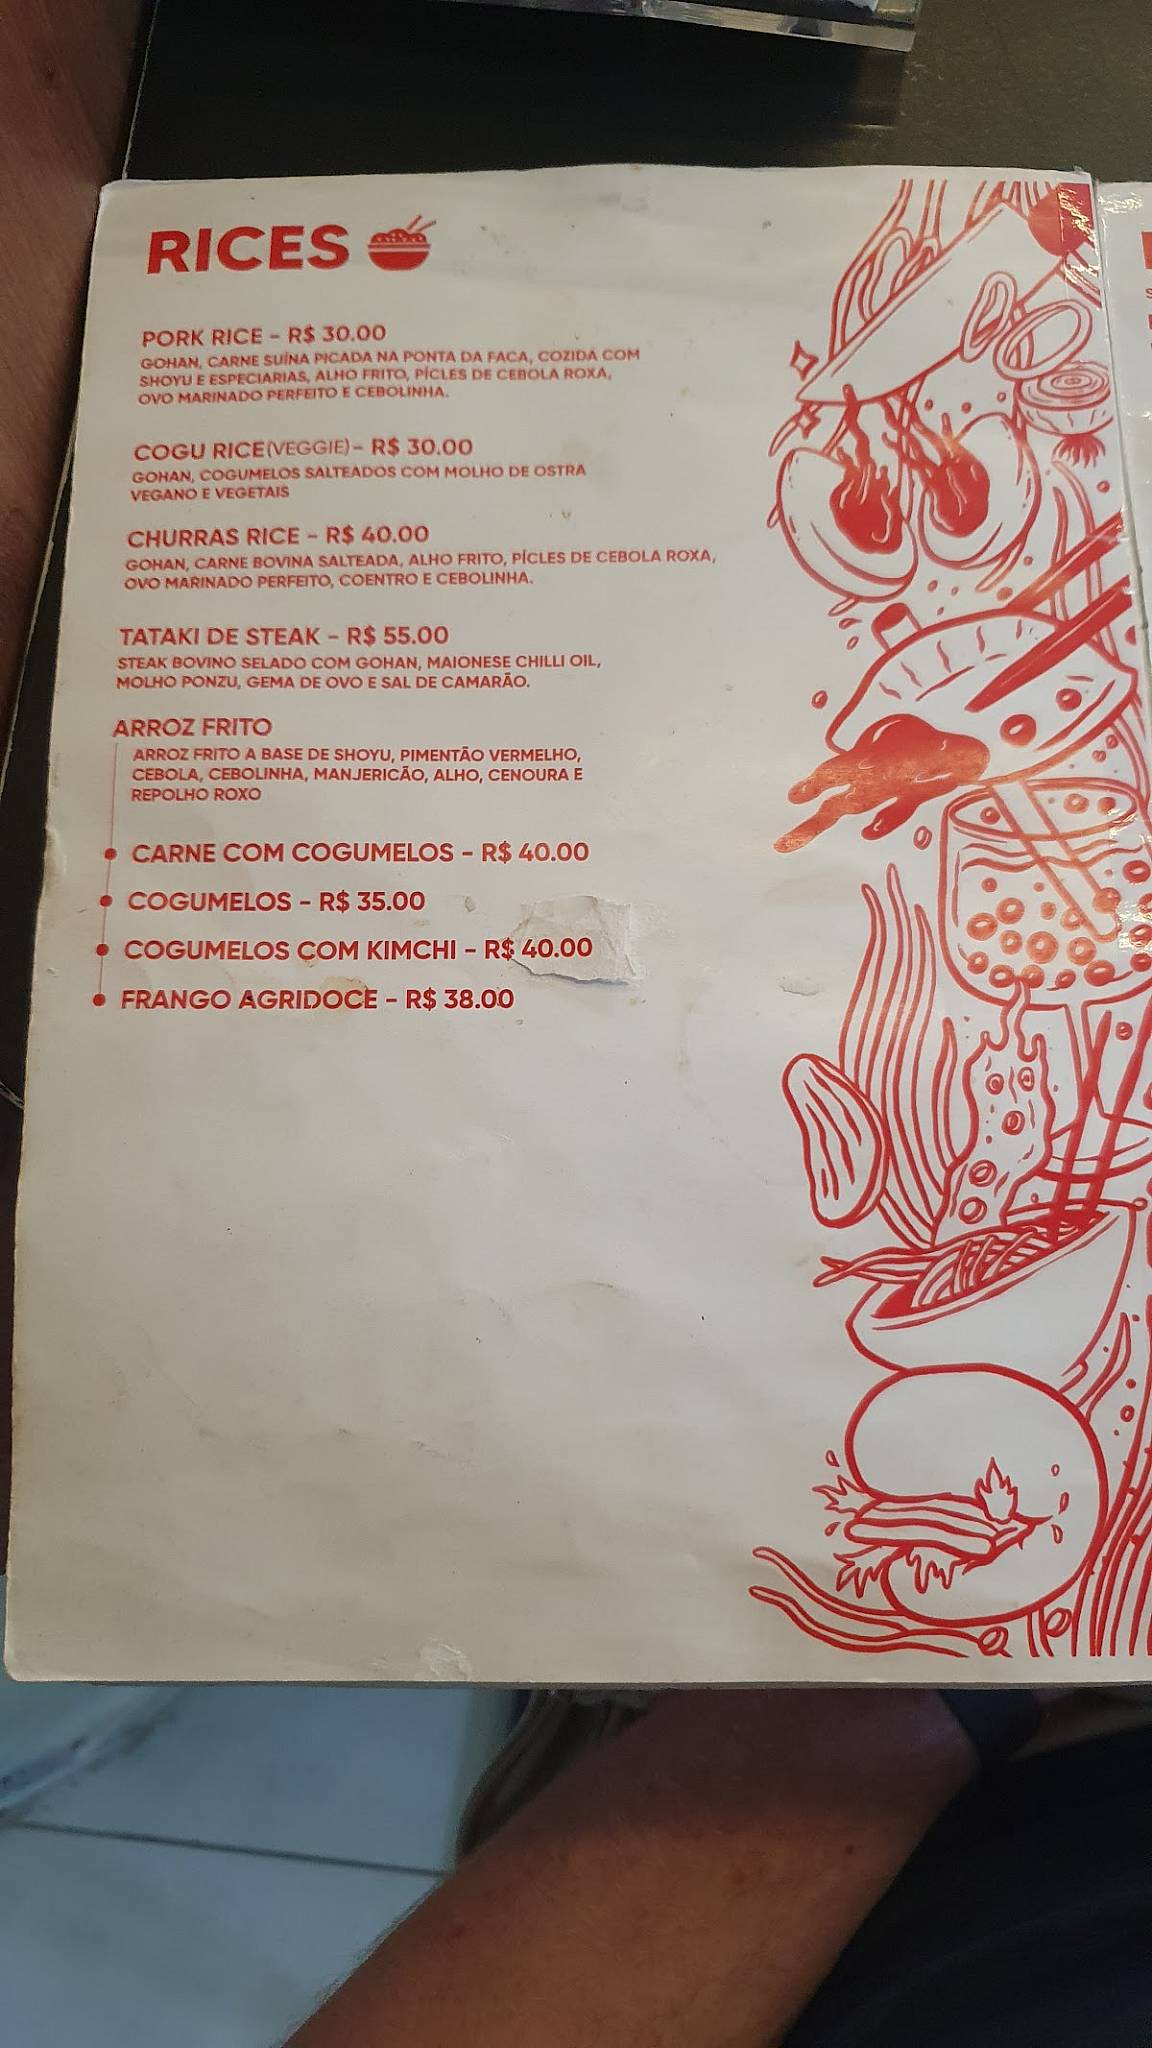 RICES
PORK RICE - R$ 30.00
GOHAN, CARNE SUÍNA PICADA NA PONTA DA FACA, COZIDA COM
SHOYU E ESPECIARIAS, ALHO FRITO, PÍCLES DE CEBOLA ROXA,
OVO MARINADO PERFEITO E CEBOLINHA.
COGU RICE(VEGGIE)- R$ 30.00
GOHAN, COGUMELOS SALTEADOS COM MOLHO DE OSTRA
VEGANO E VEGETAIS
CHURRAS RICE - R$ 40.00
GOHAN, CARNE BOVINA SALTEADA, ALHO FRITO, PÍCLES DE CEBOLA ROXA,
OVO MARINADO PERFEITO, COENTRO E CEBOLINHA.
TATAKI DE STEAK - R$ 55.00
STEAK BOVINO SELADO COM GOHAN, MAIONESE CHILLI OIL,
MOLHO PONZU, GEMA DE OVO E SAL DE CAMARÃO.
ARROZ FRITO
ARROZ FRITO A BASE DE SHOYU, PIMENTÃO VERMELHO,
CEBOLA, CEBOLINHA, MANJERICÃO, ALHO, CENOURA E
REPOLHO ROXO
CARNE COM COGUMELOS - R$ 40.00
COGUMELOS - R$ 35.00
COGUMELOS COM KIMCHI - R$ 40.00
FRANGO AGRIDOCE - R$ 38.00